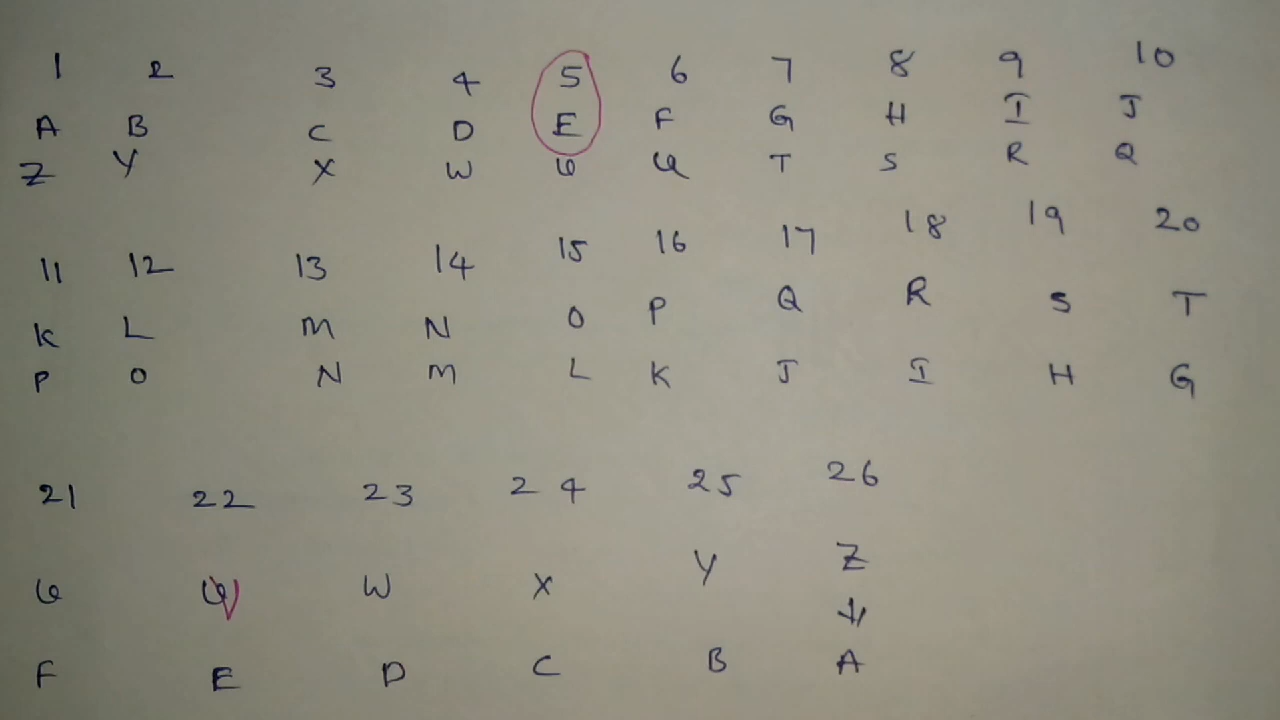 1 2 3 4 5 6 7 8 9 10
A B C D E F G H I J
Z Y X W U T S R Q
11 12 13 14 15 16 17 18 19 20
K L M N O P Q R S T
P O N M L K J I H G
21 22 23 24 25 26
U V W X Y Z
F E D C B A